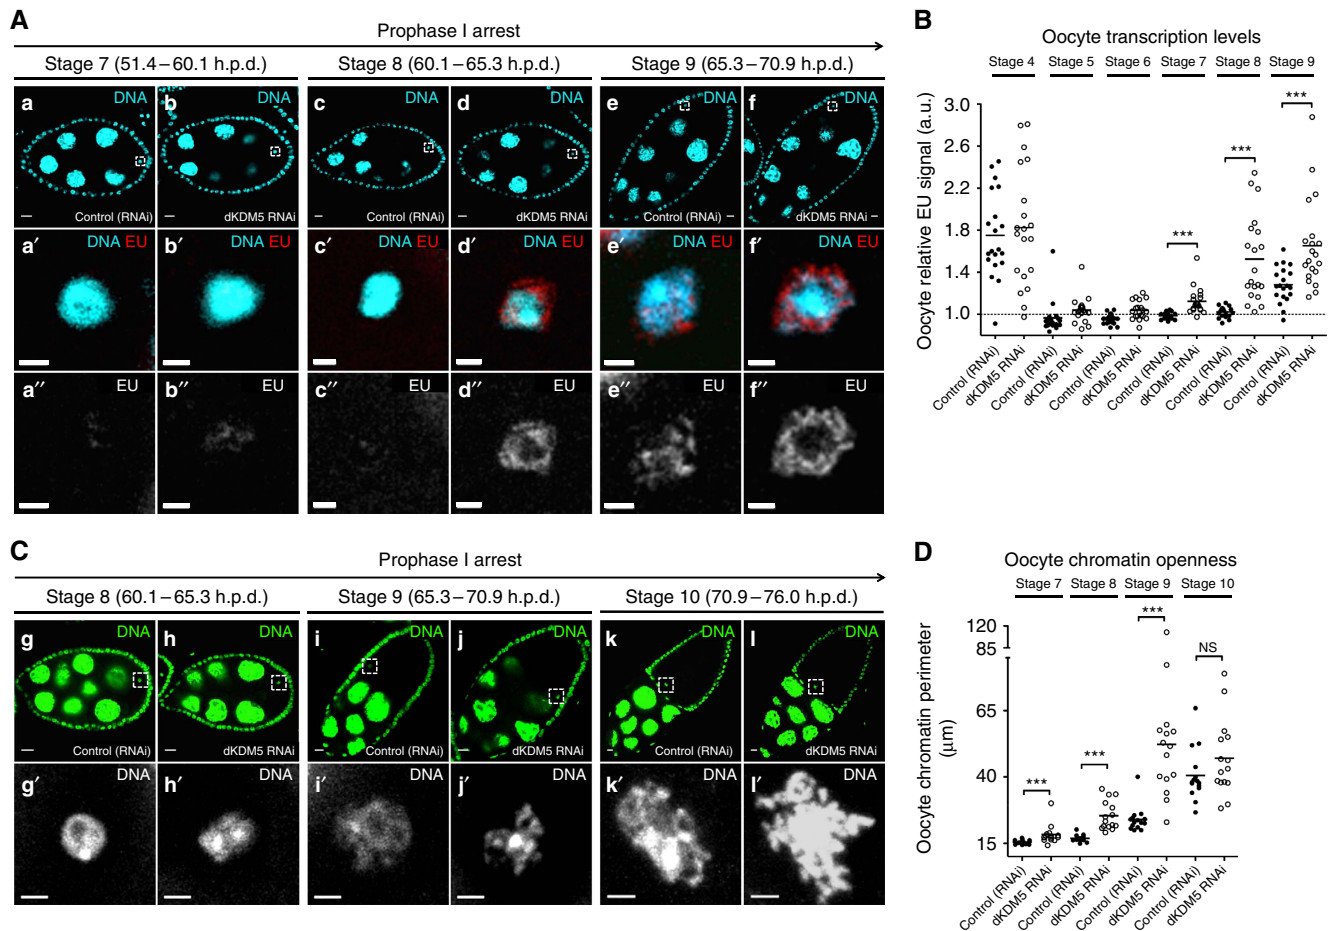 A
Prophase I arrest
Stage 7 (51.4–60.1 h.p.d.) Stage 8 (60.1–65.3 h.p.d.) Stage 9 (65.3–70.9 h.p.d.)
a DNA b DNA c DNA d DNA e DNA f DNA
Control (RNAi) dKDM5 RNAi Control (RNAi) dKDM5 RNAi Control (RNAi) dKDM5 RNAi
a′ DNA EU b′ DNA EU c′ DNA EU d′ DNA EU e′ DNA EU f′ DNA EU
a″ EU b″ EU c″ EU d″ EU e″ EU f″ EU
B
Oocyte transcription levels
Stage 4 Stage 5 Stage 6 Stage 7 Stage 8 Stage 9
Oocyte relative EU signal (a.u.)
3.0
2.6
2.2
1.8
1.4
1.0
*** *** ***
Control (RNAi) dKDM5 RNAi Control (RNAi) dKDM5 RNAi Control (RNAi) dKDM5 RNAi Control (RNAi) dKDM5 RNAi Control (RNAi) dKDM5 RNAi Control (RNAi) dKDM5 RNAi
C
Prophase I arrest
Stage 8 (60.1–65.3 h.p.d.) Stage 9 (65.3–70.9 h.p.d.) Stage 10 (70.9–76.0 h.p.d.)
g DNA h DNA i DNA j DNA k DNA l DNA
Control (RNAi) dKDM5 RNAi Control (RNAi) dKDM5 RNAi Control (RNAi) dKDM5 RNAi
g′ DNA h′ DNA i′ DNA j′ DNA k′ DNA l′ DNA
D
Oocyte chromatin openness
Stage 7 Stage 8 Stage 9 Stage 10
Oocyte chromatin perimeter
(μm)
120
85
65
40
15
*** *** *** NS
Control (RNAi) dKDM5 RNAi Control (RNAi) dKDM5 RNAi Control (RNAi) dKDM5 RNAi Control (RNAi) dKDM5 RNAi